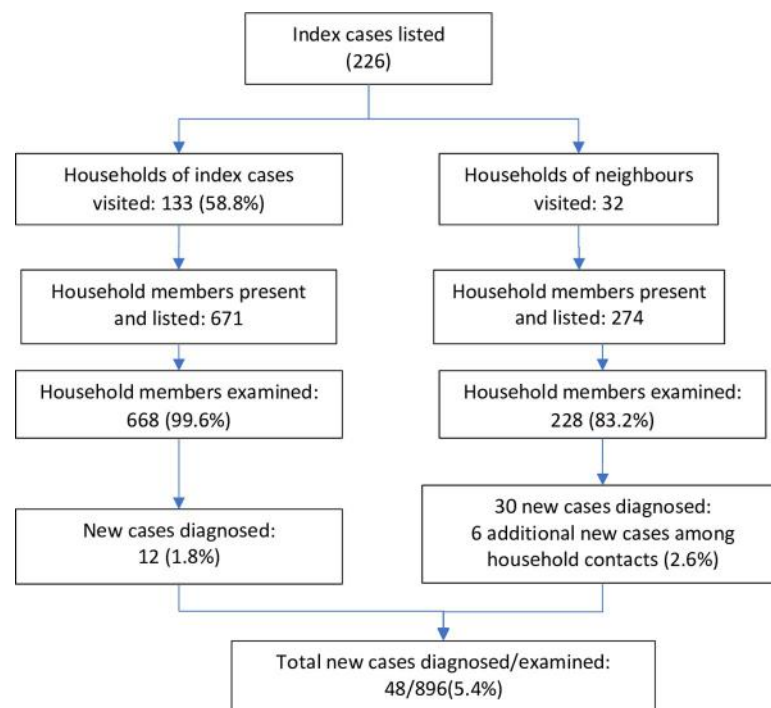 Index cases listed
(226)
Households of index cases
visited: 133 (58.8%)
Households of neighbours
visited: 32
Household members present
and listed: 671
Household members present
and listed: 274
Household members examined:
668 (99.6%)
Household members examined:
228 (83.2%)
New cases diagnosed:
12 (1.8%)
30 new cases diagnosed:
6 additional new cases among
household contacts (2.6%)
Total new cases diagnosed/examined:
48/896(5.4%)